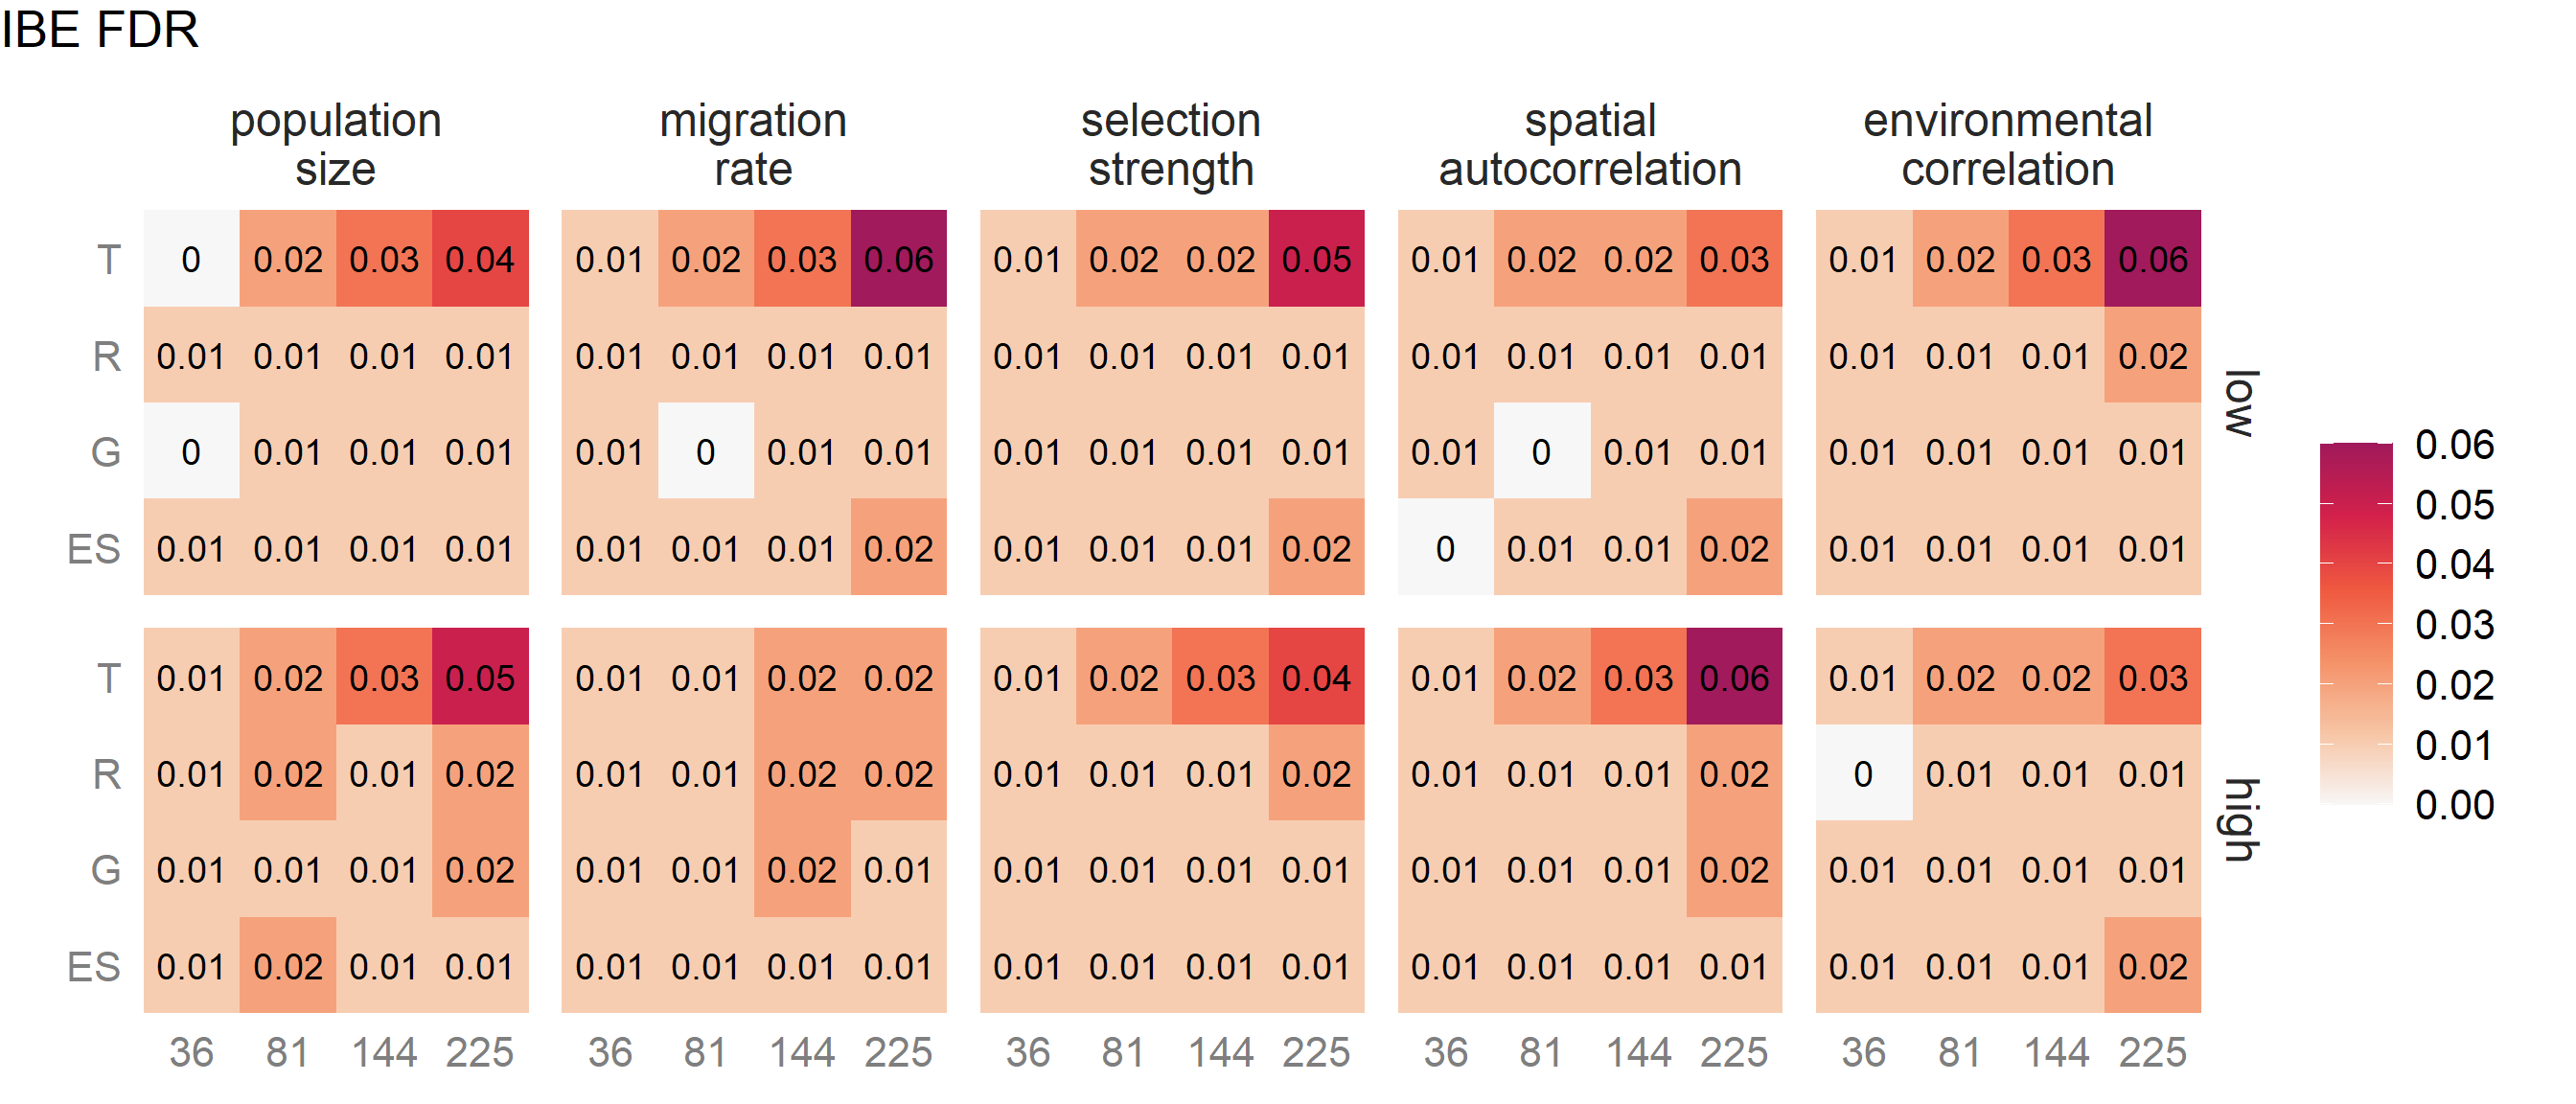 IBE FDR
population size
migration rate
selection strength
spatial autocorrelation
environmental correlation
T 0 0.02 0.03 0.04 0.01 0.02 0.03 0.06 0.01 0.02 0.02 0.05 0.01 0.02 0.02 0.03 0.01 0.02 0.03 0.06
R 0.01 0.01 0.01 0.01 0.01 0.01 0.01 0.01 0.01 0.01 0.01 0.01 0.01 0.01 0.01 0.01 0.01 0.01 0.01 0.02
G 0 0.01 0.01 0.01 0.01 0 0.01 0.01 0.01 0.01 0.01 0.01 0.01 0 0.01 0.01 0.01 0.01 0.01 0.01
ES 0.01 0.01 0.01 0.01 0.01 0.01 0.01 0.02 0.01 0.01 0.01 0.02 0 0.01 0.01 0.02 0.01 0.01 0.01 0.01
low
T 0.01 0.02 0.03 0.05 0.01 0.01 0.02 0.02 0.01 0.02 0.03 0.04 0.01 0.02 0.03 0.06 0.01 0.02 0.02 0.03
R 0.01 0.02 0.01 0.02 0.01 0.01 0.02 0.02 0.01 0.01 0.01 0.02 0.01 0.01 0.01 0.02 0 0.01 0.01 0.01
G 0.01 0.01 0.01 0.02 0.01 0.01 0.02 0.01 0.01 0.01 0.01 0.01 0.01 0.01 0.01 0.02 0.01 0.01 0.01 0.01
ES 0.01 0.02 0.01 0.01 0.01 0.01 0.01 0.01 0.01 0.01 0.01 0.01 0.01 0.01 0.01 0.01 0.01 0.01 0.01 0.02
high
36 81 144 225 36 81 144 225 36 81 144 225 36 81 144 225 36 81 144 225
0.06
0.05
0.04
0.03
0.02
0.01
0.00